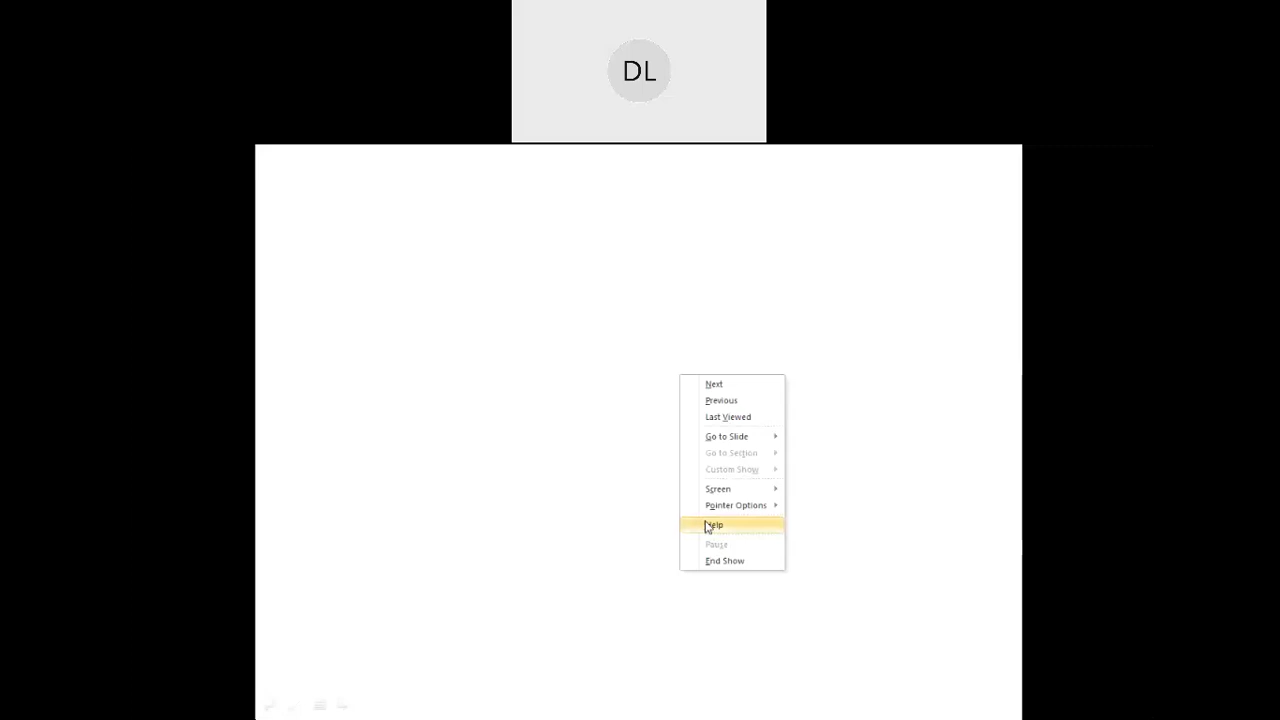 DL
Next
Previous
Last Viewed
Go to Slide
Go to Section
Custom Show
Screen
Pointer Options
Help
Pause
End Show